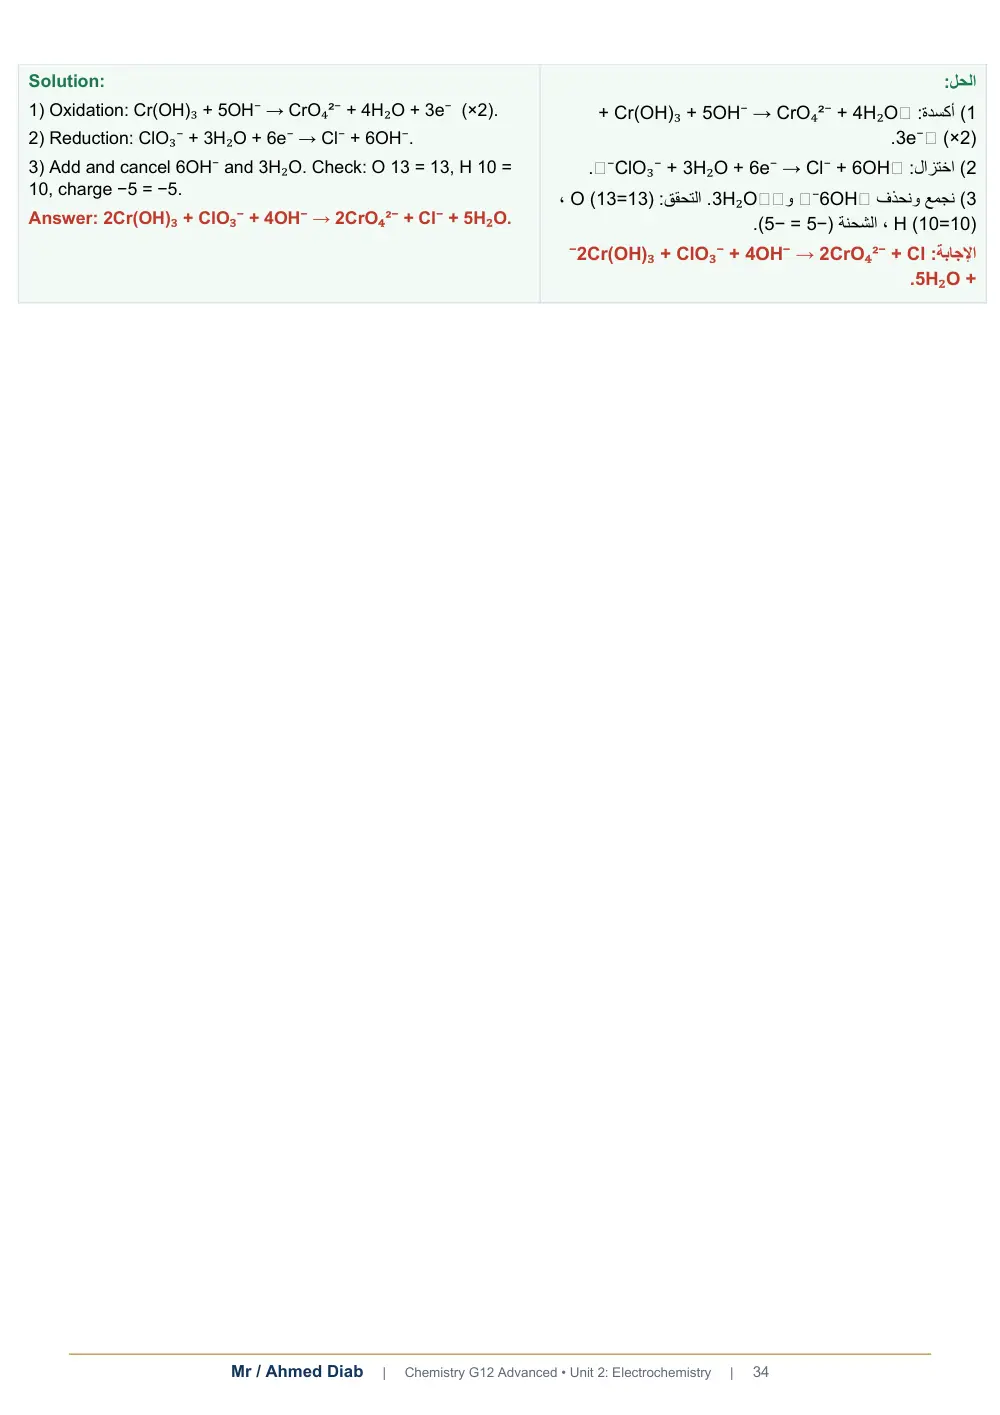 Solution:
1) Oxidation: Cr(OH)₃ + 5OH⁻ → CrO₄²⁻ + 4H₂O + 3e⁻ (×2).
2) Reduction: ClO₃⁻ + 3H₂O + 6e⁻ → Cl⁻ + 6OH⁻.
3) Add and cancel 6OH⁻ and 3H₂O. Check: O 13 = 13, H 10 =
10, charge −5 = −5.
Answer: 2Cr(OH)₃ + ClO₃⁻ + 4OH⁻ → 2CrO₄²⁻ + Cl⁻ + 5H₂O.
الحل:
1) أكسدة: □Cr(OH)₃ + 5OH⁻ → CrO₄²⁻ + 4H₂O +
3e⁻□ (×2).
2) اختزال: □ClO₃⁻ + 3H₂O + 6e⁻ → Cl⁻ + 6OH⁻□.
3) نجمع ونحذف □6OH⁻□ و□□3H₂O. التحقق: O (13=13) ،
H (10=10) ، الشحنة (−5 = −5).
الإجابة: 2Cr(OH)₃ + ClO₃⁻ + 4OH⁻ → 2CrO₄²⁻ + Cl⁻
+ 5H₂O.
Mr / Ahmed Diab | Chemistry G12 Advanced • Unit 2: Electrochemistry | 34